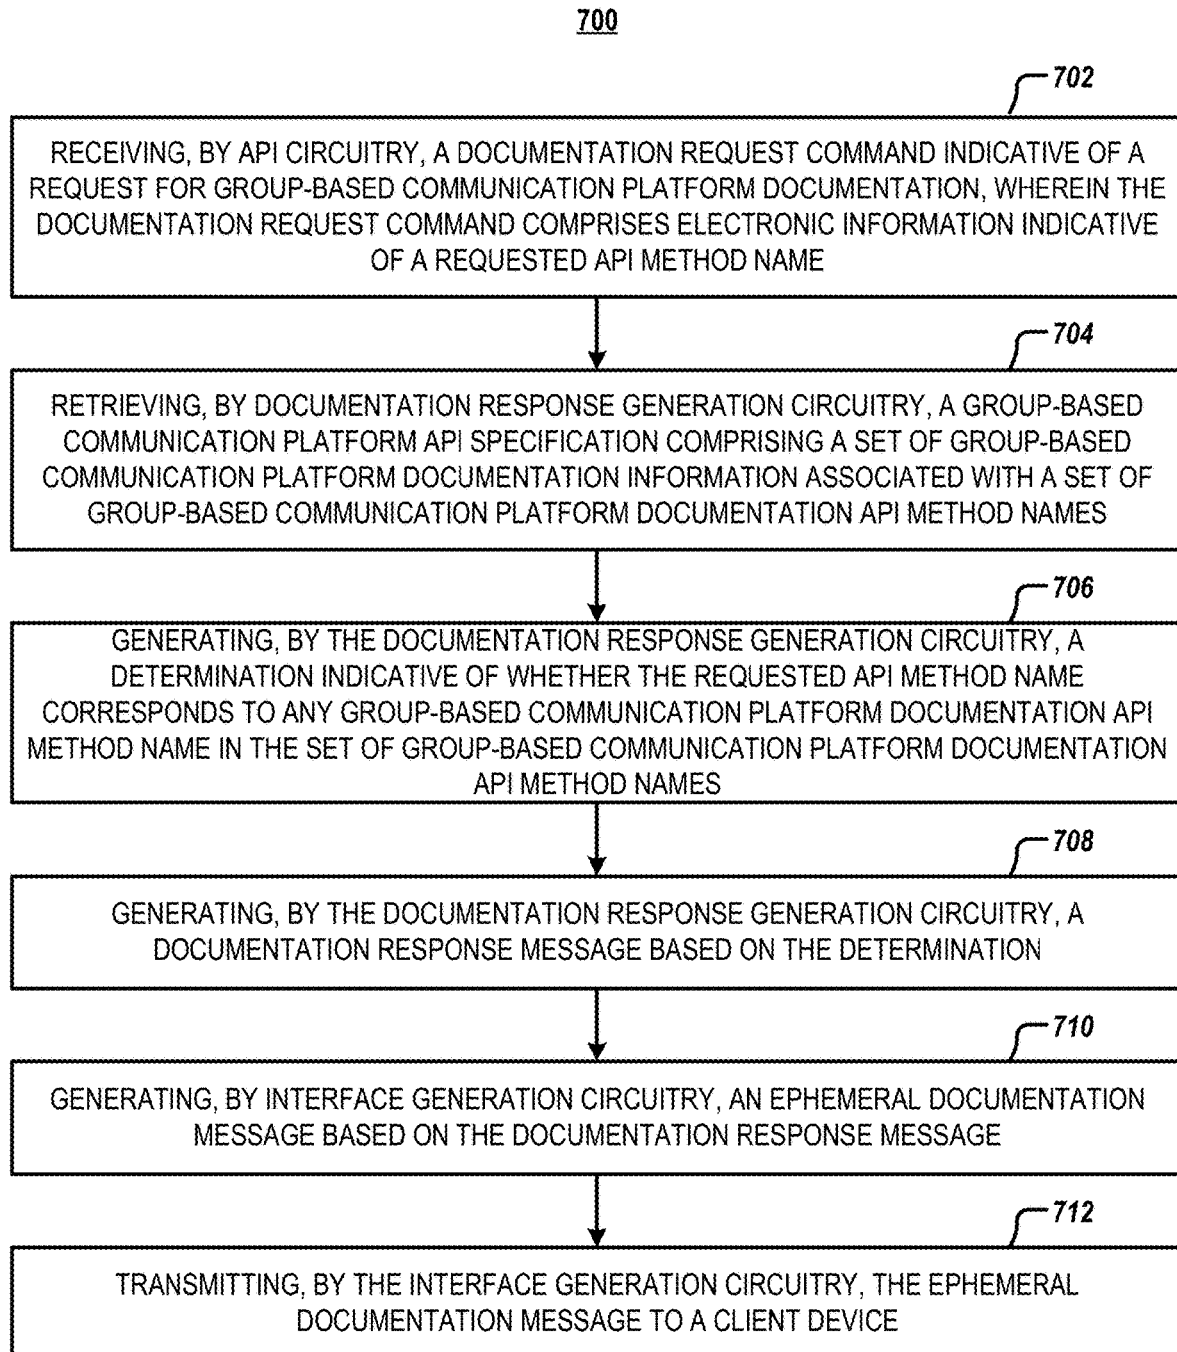 700
702
RECEIVING, BY API CIRCUITRY, A DOCUMENTATION REQUEST COMMAND INDICATIVE OF A
REQUEST FOR GROUP-BASED COMMUNICATION PLATFORM DOCUMENTATION, WHEREIN THE
DOCUMENTATION REQUEST COMMAND COMPRISES ELECTRONIC INFORMATION INDICATIVE
OF A REQUESTED API METHOD NAME
704
RETRIEVING, BY DOCUMENTATION RESPONSE GENERATION CIRCUITRY, A GROUP-BASED
COMMUNICATION PLATFORM API SPECIFICATION COMPRISING A SET OF GROUP-BASED
COMMUNICATION PLATFORM DOCUMENTATION INFORMATION ASSOCIATED WITH A SET OF
GROUP-BASED COMMUNICATION PLATFORM DOCUMENTATION API METHOD NAMES
706
GENERATING, BY THE DOCUMENTATION RESPONSE GENERATION CIRCUITRY, A
DETERMINATION INDICATIVE OF WHETHER THE REQUESTED API METHOD NAME
CORRESPONDS TO ANY GROUP-BASED COMMUNICATION PLATFORM DOCUMENTATION API
METHOD NAME IN THE SET OF GROUP-BASED COMMUNICATION PLATFORM DOCUMENTATION
API METHOD NAMES
708
GENERATING, BY THE DOCUMENTATION RESPONSE GENERATION CIRCUITRY, A
DOCUMENTATION RESPONSE MESSAGE BASED ON THE DETERMINATION
710
GENERATING, BY INTERFACE GENERATION CIRCUITRY, AN EPHEMERAL DOCUMENTATION
MESSAGE BASED ON THE DOCUMENTATION RESPONSE MESSAGE
712
TRANSMITTING, BY THE INTERFACE GENERATION CIRCUITRY, THE EPHEMERAL
DOCUMENTATION MESSAGE TO A CLIENT DEVICE